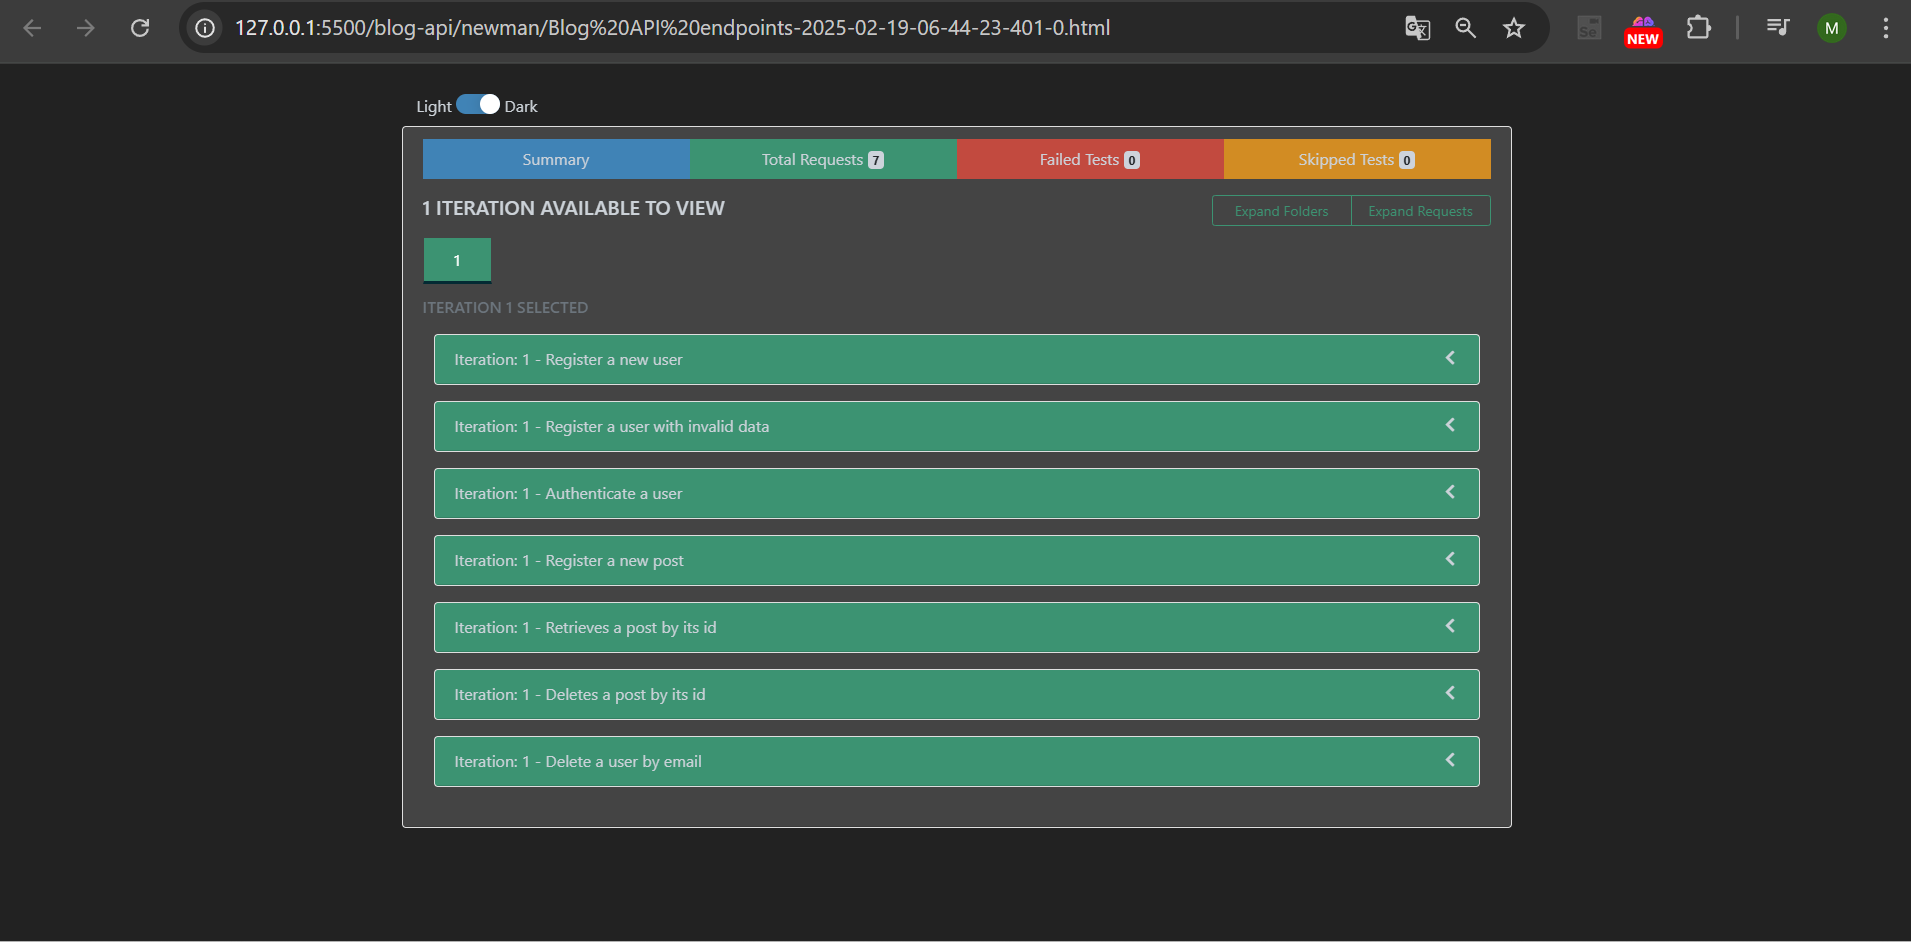 127.0.0.1:5500/blog-api/newman/Blog%20API%20endpoints-2025-02-19-06-44-23-401-0.html
Se
NEW
M
Light Dark
Summary
Total Requests 7
Failed Tests 0
Skipped Tests 0
1 ITERATION AVAILABLE TO VIEW
Expand Folders
Expand Requests
1
ITERATION 1 SELECTED
Iteration: 1 - Register a new user
Iteration: 1 - Register a user with invalid data
Iteration: 1 - Authenticate a user
Iteration: 1 - Register a new post
Iteration: 1 - Retrieves a post by its id
Iteration: 1 - Deletes a post by its id
Iteration: 1 - Delete a user by email